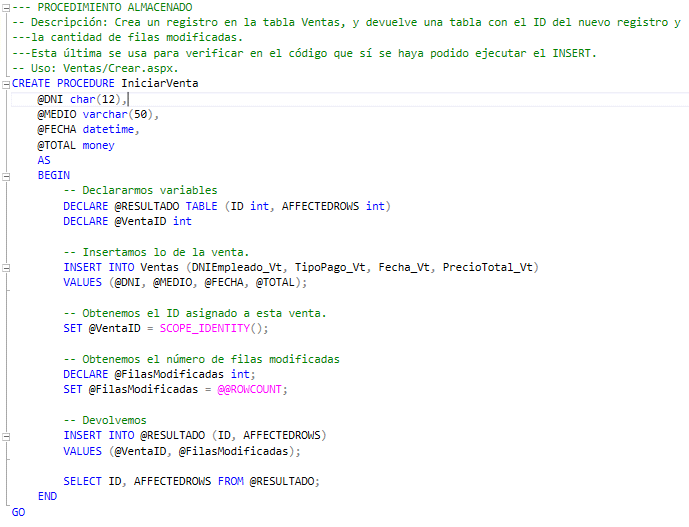 --- PROCEDIMIENTO ALMACENADO
-- Descripción: Crea un registro en la tabla Ventas, y devuelve una tabla con el ID del nuevo registro y
---la cantidad de filas modificadas.
---Esta última se usa para verificar en el código que sí se haya podido ejecutar el INSERT.
-- Uso: Ventas/Crear.aspx.
CREATE PROCEDURE IniciarVenta
    @DNI char(12),
    @MEDIO varchar(50),
    @FECHA datetime,
    @TOTAL money
    AS
    BEGIN
        -- Declararmos variables
        DECLARE @RESULTADO TABLE (ID int, AFFECTEDROWS int)
        DECLARE @VentaID int

        -- Insertamos lo de la venta.
        INSERT INTO Ventas (DNIEmpleado_Vt, TipoPago_Vt, Fecha_Vt, PrecioTotal_Vt)
        VALUES (@DNI, @MEDIO, @FECHA, @TOTAL);

        -- Obtenemos el ID asignado a esta venta.
        SET @VentaID = SCOPE_IDENTITY();

        -- Obtenemos el número de filas modificadas
        DECLARE @FilasModificadas int;
        SET @FilasModificadas = @@ROWCOUNT;

        -- Devolvemos
        INSERT INTO @RESULTADO (ID, AFFECTEDROWS)
        VALUES (@VentaID, @FilasModificadas);

        SELECT ID, AFFECTEDROWS FROM @RESULTADO;
    END
GO